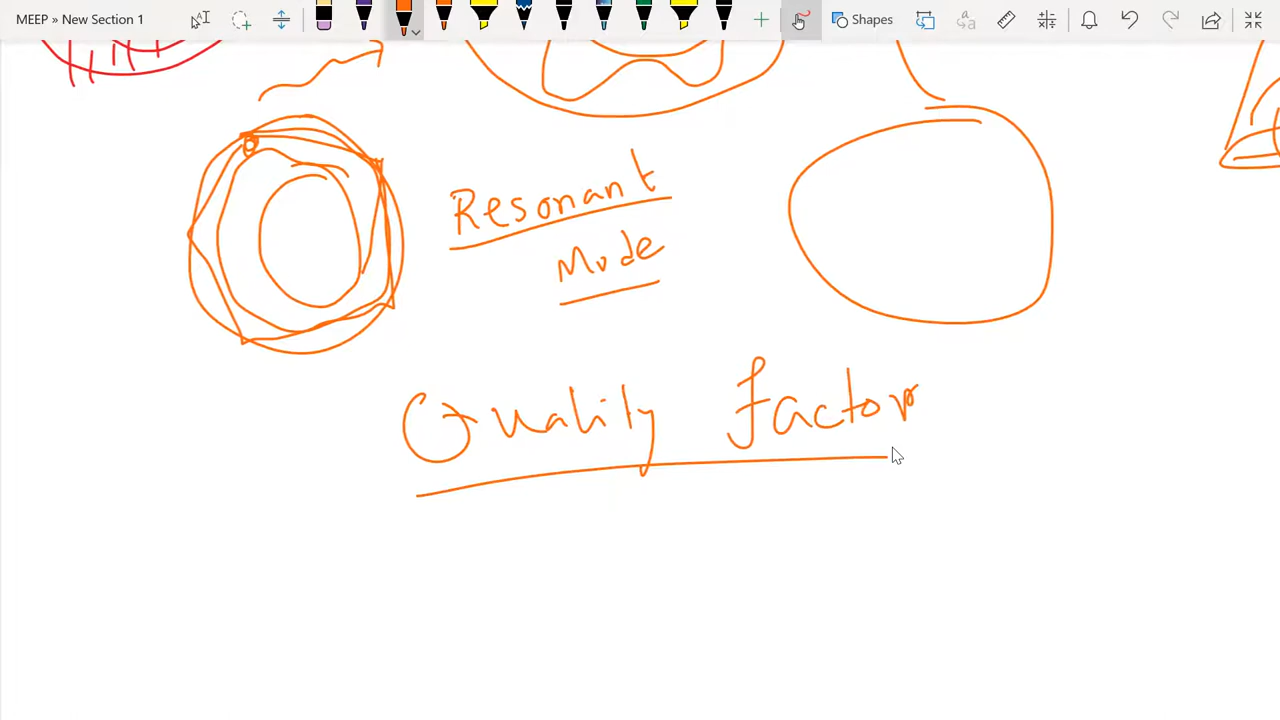 MEEP » New Section 1
Shapes
Resonant
Mode
Quality factor